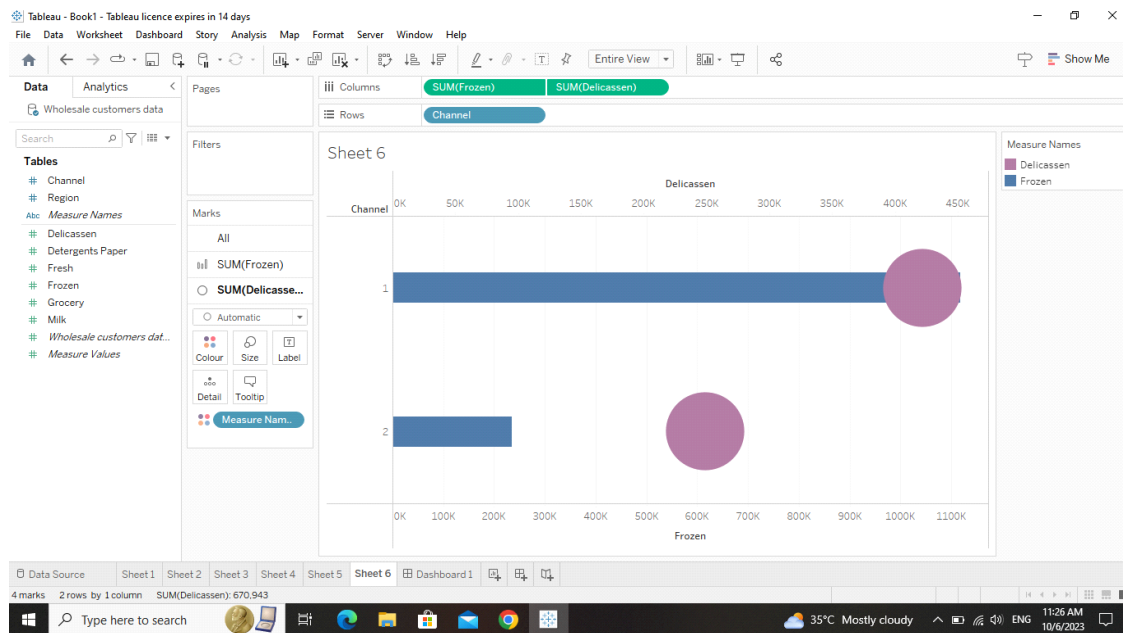 Tableau - Book1 - Tableau licence expires in 14 days
File Data Worksheet Dashboard Story Analysis Map Format Server Window Help
Entire View
Show Me
Data Analytics
Wholesale customers data
Search
Tables
# Channel
# Region
Abc Measure Names
# Delicassen
# Detergents Paper
# Fresh
# Frozen
# Grocery
# Milk
# Wholesale customers dat...
# Measure Values
Pages
Filters
Marks
All
SUM(Frozen)
SUM(Delicasse...
Automatic
Colour Size Label
Detail Tooltip
Measure Nam..
Columns SUM(Frozen) SUM(Delicassen)
Rows Channel
Sheet 6
Delicassen
Channel 0K 50K 100K 150K 200K 250K 300K 350K 400K 450K
1
2
0K 100K 200K 300K 400K 500K 600K 700K 800K 900K 1000K 1100K
Frozen
Measure Names
Delicassen
Frozen
Data Source Sheet 1 Sheet 2 Sheet 3 Sheet 4 Sheet 5 Sheet 6 Dashboard 1
4 marks 2 rows by 1 column SUM(Delicassen): 670,943
Type here to search
35°C Mostly cloudy
ENG
11:26 AM
10/6/2023